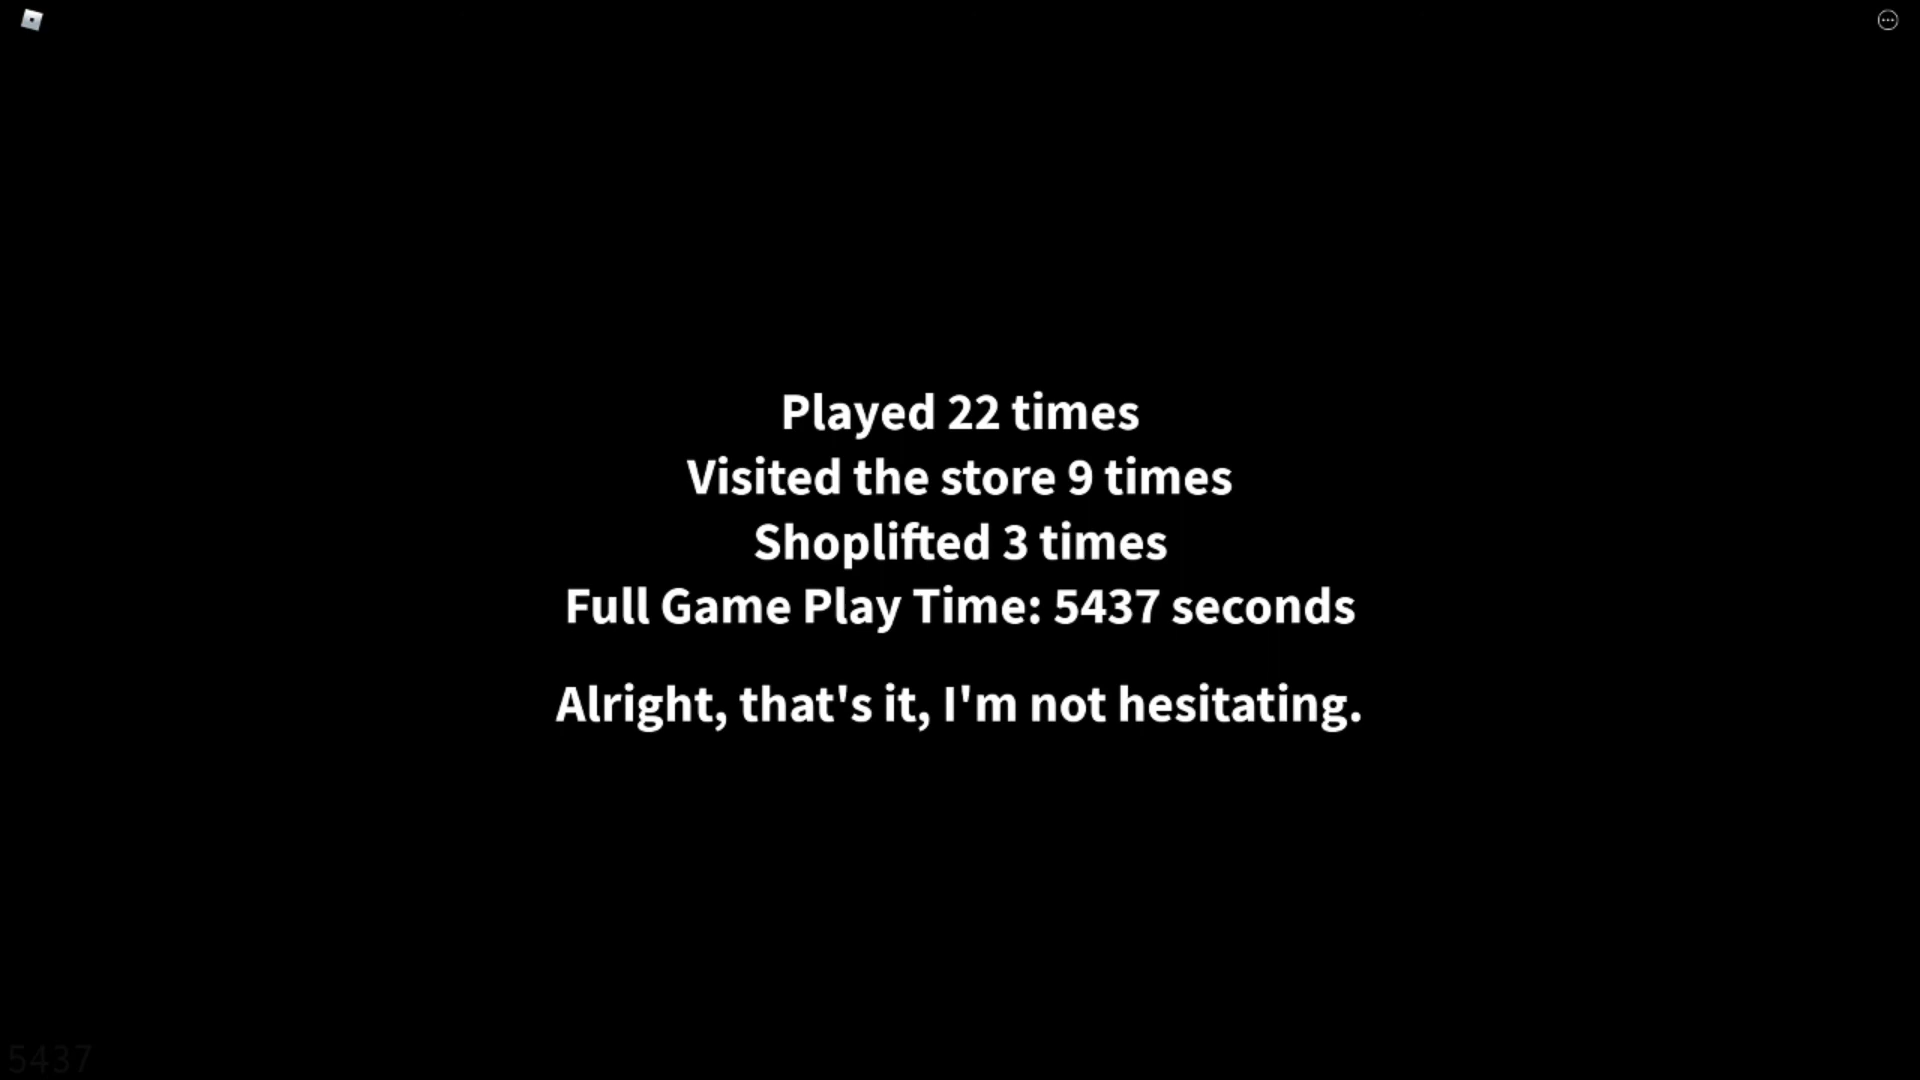 Played 22 times
Visited the store 9 times
Shoplifted 3 times
Full Game Play Time: 5437 seconds
Alright, that's it, I'm not hesitating.
5437